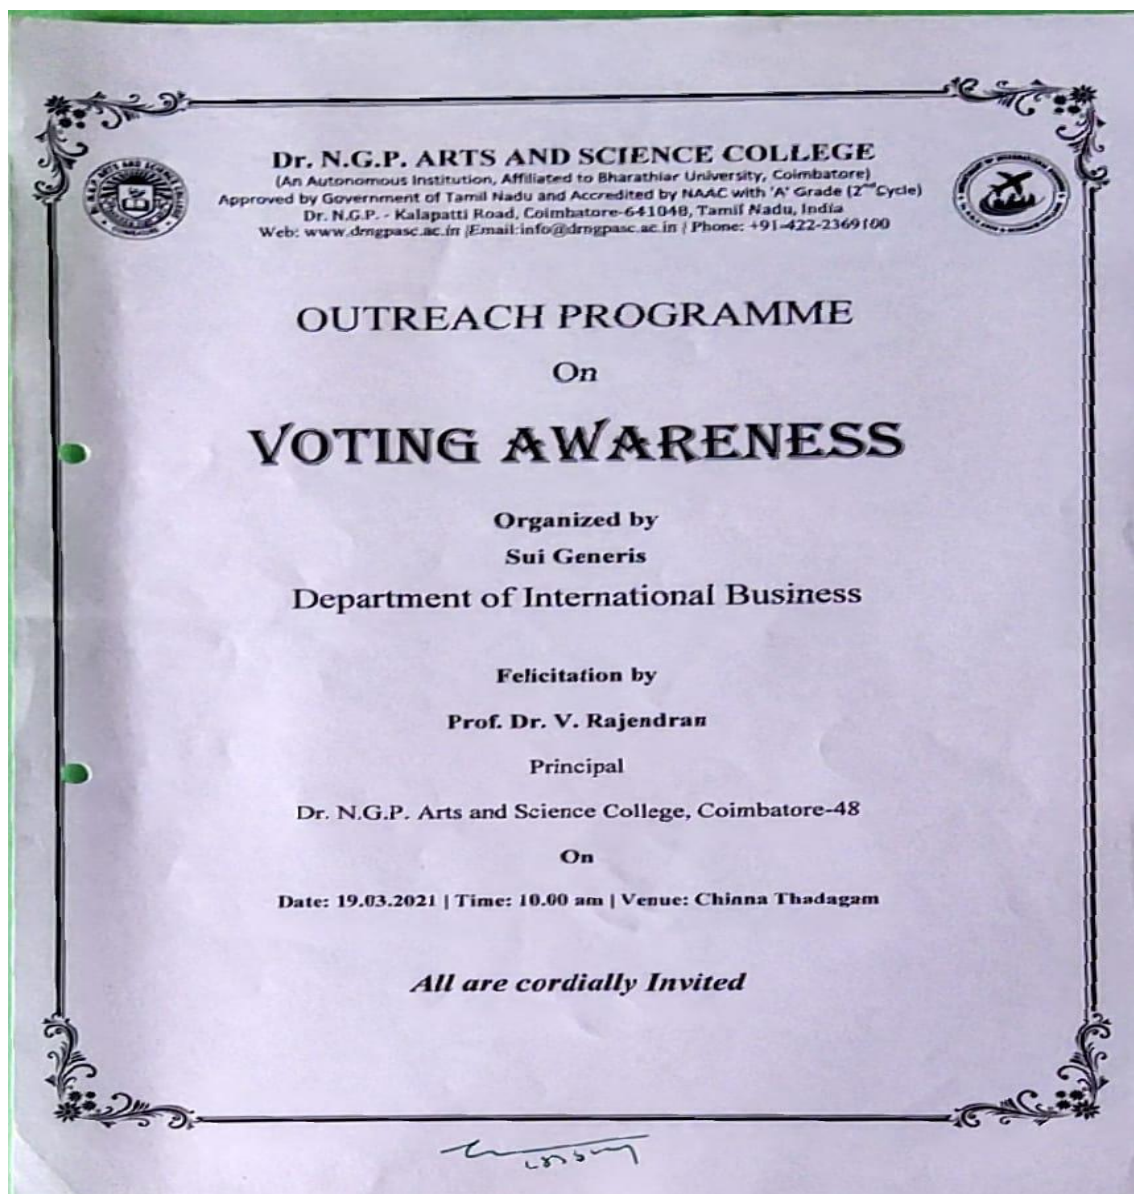 Dr. N.G.P. ARTS AND SCIENCE COLLEGE
(An Autonomous Institution, Affiliated to Bharathiar University, Coimbatore)
Approved by Government of Tamil Nadu and Accredited by NAAC with 'A' Grade (2nd Cycle)
Dr. N.G.P. - Kalapatti Road, Coimbatore-641048, Tamil Nadu, India
Web: www.drngpasc.ac.in |Email:info@drngpasc.ac.in | Phone: +91-422-2369100
OUTREACH PROGRAMME
On
VOTING AWARENESS
Organized by
Sui Generis
Department of International Business
Felicitation by
Prof. Dr. V. Rajendran
Principal
Dr. N.G.P. Arts and Science College, Coimbatore-48
On
Date: 19.03.2021 | Time: 10.00 am | Venue: Chinna Thadagam
All are cordially Invited